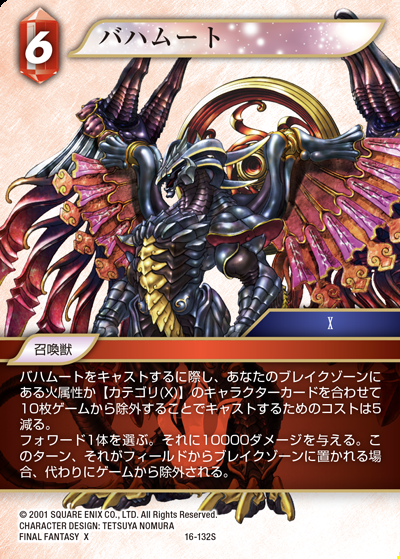 6
バハムート
X
召喚獣
バハムートをキャストするに際し、あなたのブレイクゾーンに
ある火属性か【カテゴリ(X)】のキャラクターカードを合わせて
10枚ゲームから除外することでキャストするためのコストは5
減る。
フォワード1体を選ぶ。それに10000ダメージを与える。こ
のターン、それがフィールドからブレイクゾーンに置かれる場
合、代わりにゲームから除外される。
© 2001 SQUARE ENIX CO., LTD. All Rights Reserved.
CHARACTER DESIGN: TETSUYA NOMURA
FINAL FANTASY X
16-132S